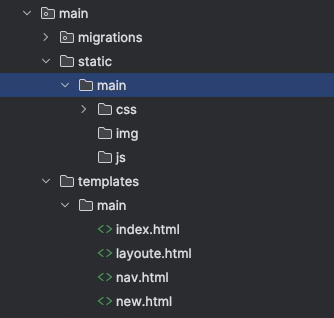 main
migrations
static
main
css
img
js
templates
main
index.html
layoute.html
nav.html
new.html